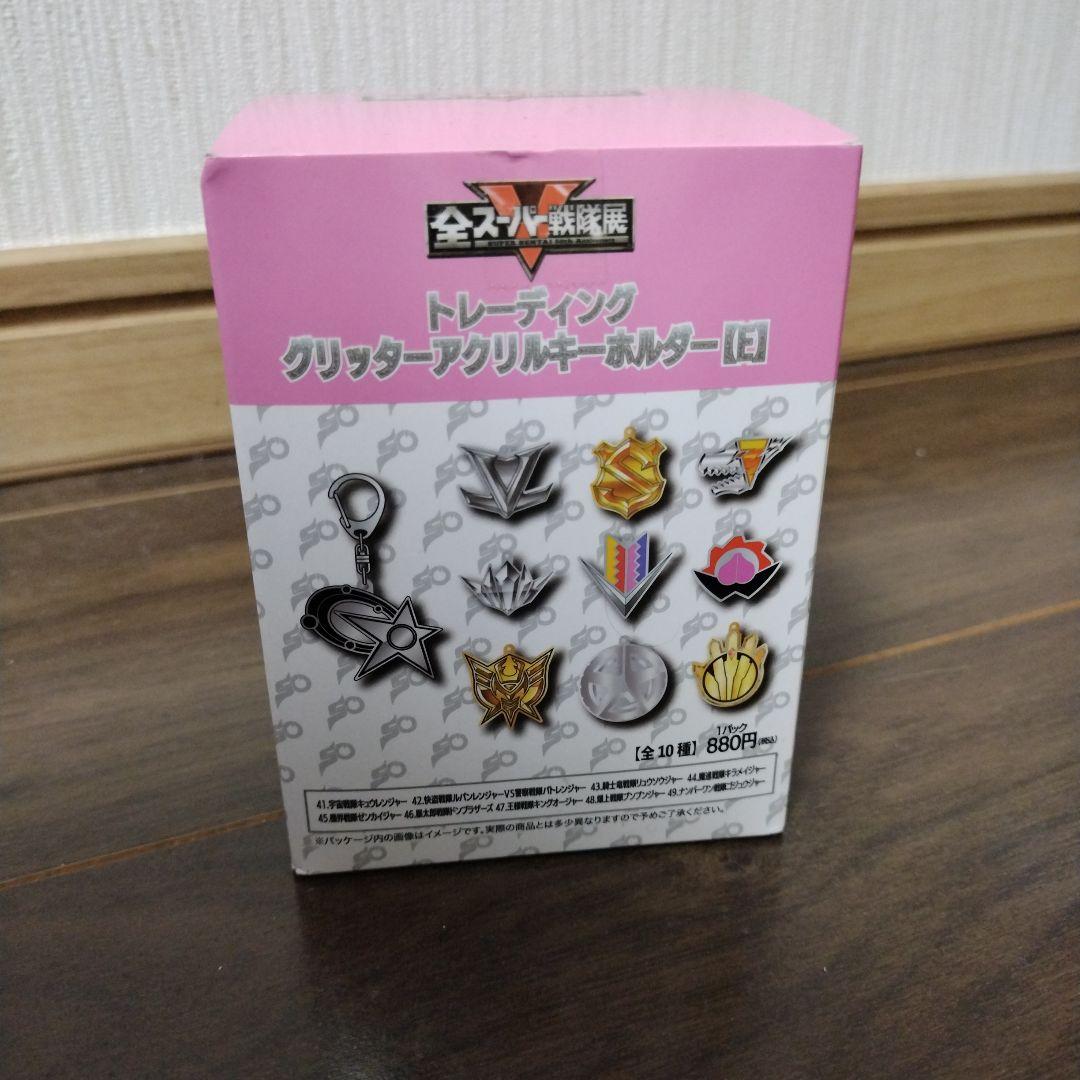 全スーパー戦隊展
SUPER SENTAI 50th Anniversary
トレーディング
グリッターアクリルキーホルダー【E】
1パック
【全10種】 880円(税込)
41.宇宙戦隊キュウレンジャー 42.快盗戦隊ルパンレンジャーVS警察戦隊パトレンジャー 43.騎士竜戦隊リュウソウジャー 44.魔進戦隊キラメイジャー
45.機界戦隊ゼンカイジャー 46.暴太郎戦隊ドンブラザーズ 47.王様戦隊キングオージャー 48.爆上戦隊ブンブンジャー 49.ナンバーワン戦隊ゴジュウジャー
※パッケージ内の画像はイメージです。実際の商品とは多少異なりますので予めご了承ください。